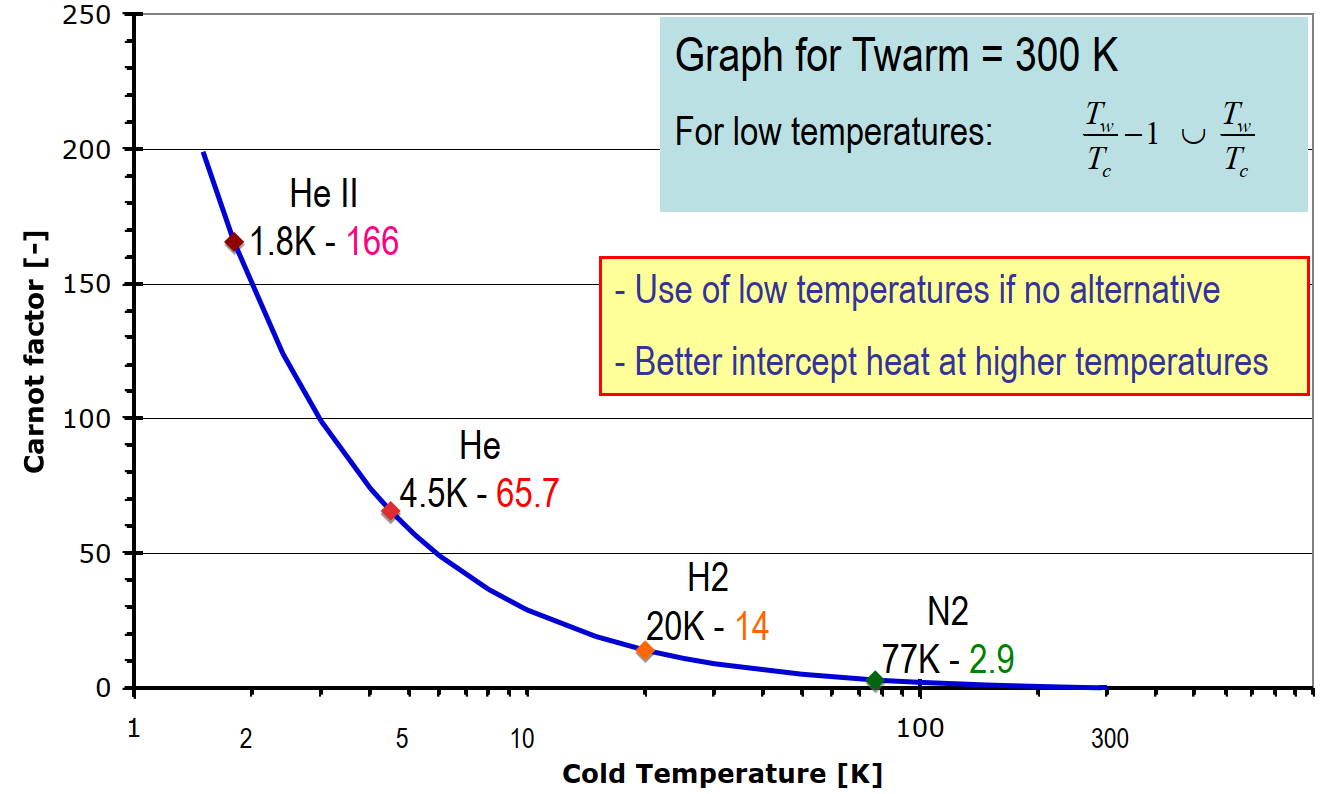 250
200
150
100
50
0
Carnot factor [-]
Graph for Twarm = 300 K
For low temperatures: T_w/T_c − 1 ∪ T_w/T_c
- Use of low temperatures if no alternative
- Better intercept heat at higher temperatures
He II
1.8K - 166
He
4.5K - 65.7
H2
20K - 14
N2
77K - 2.9
1 2 5 10 100 300
Cold Temperature [K]